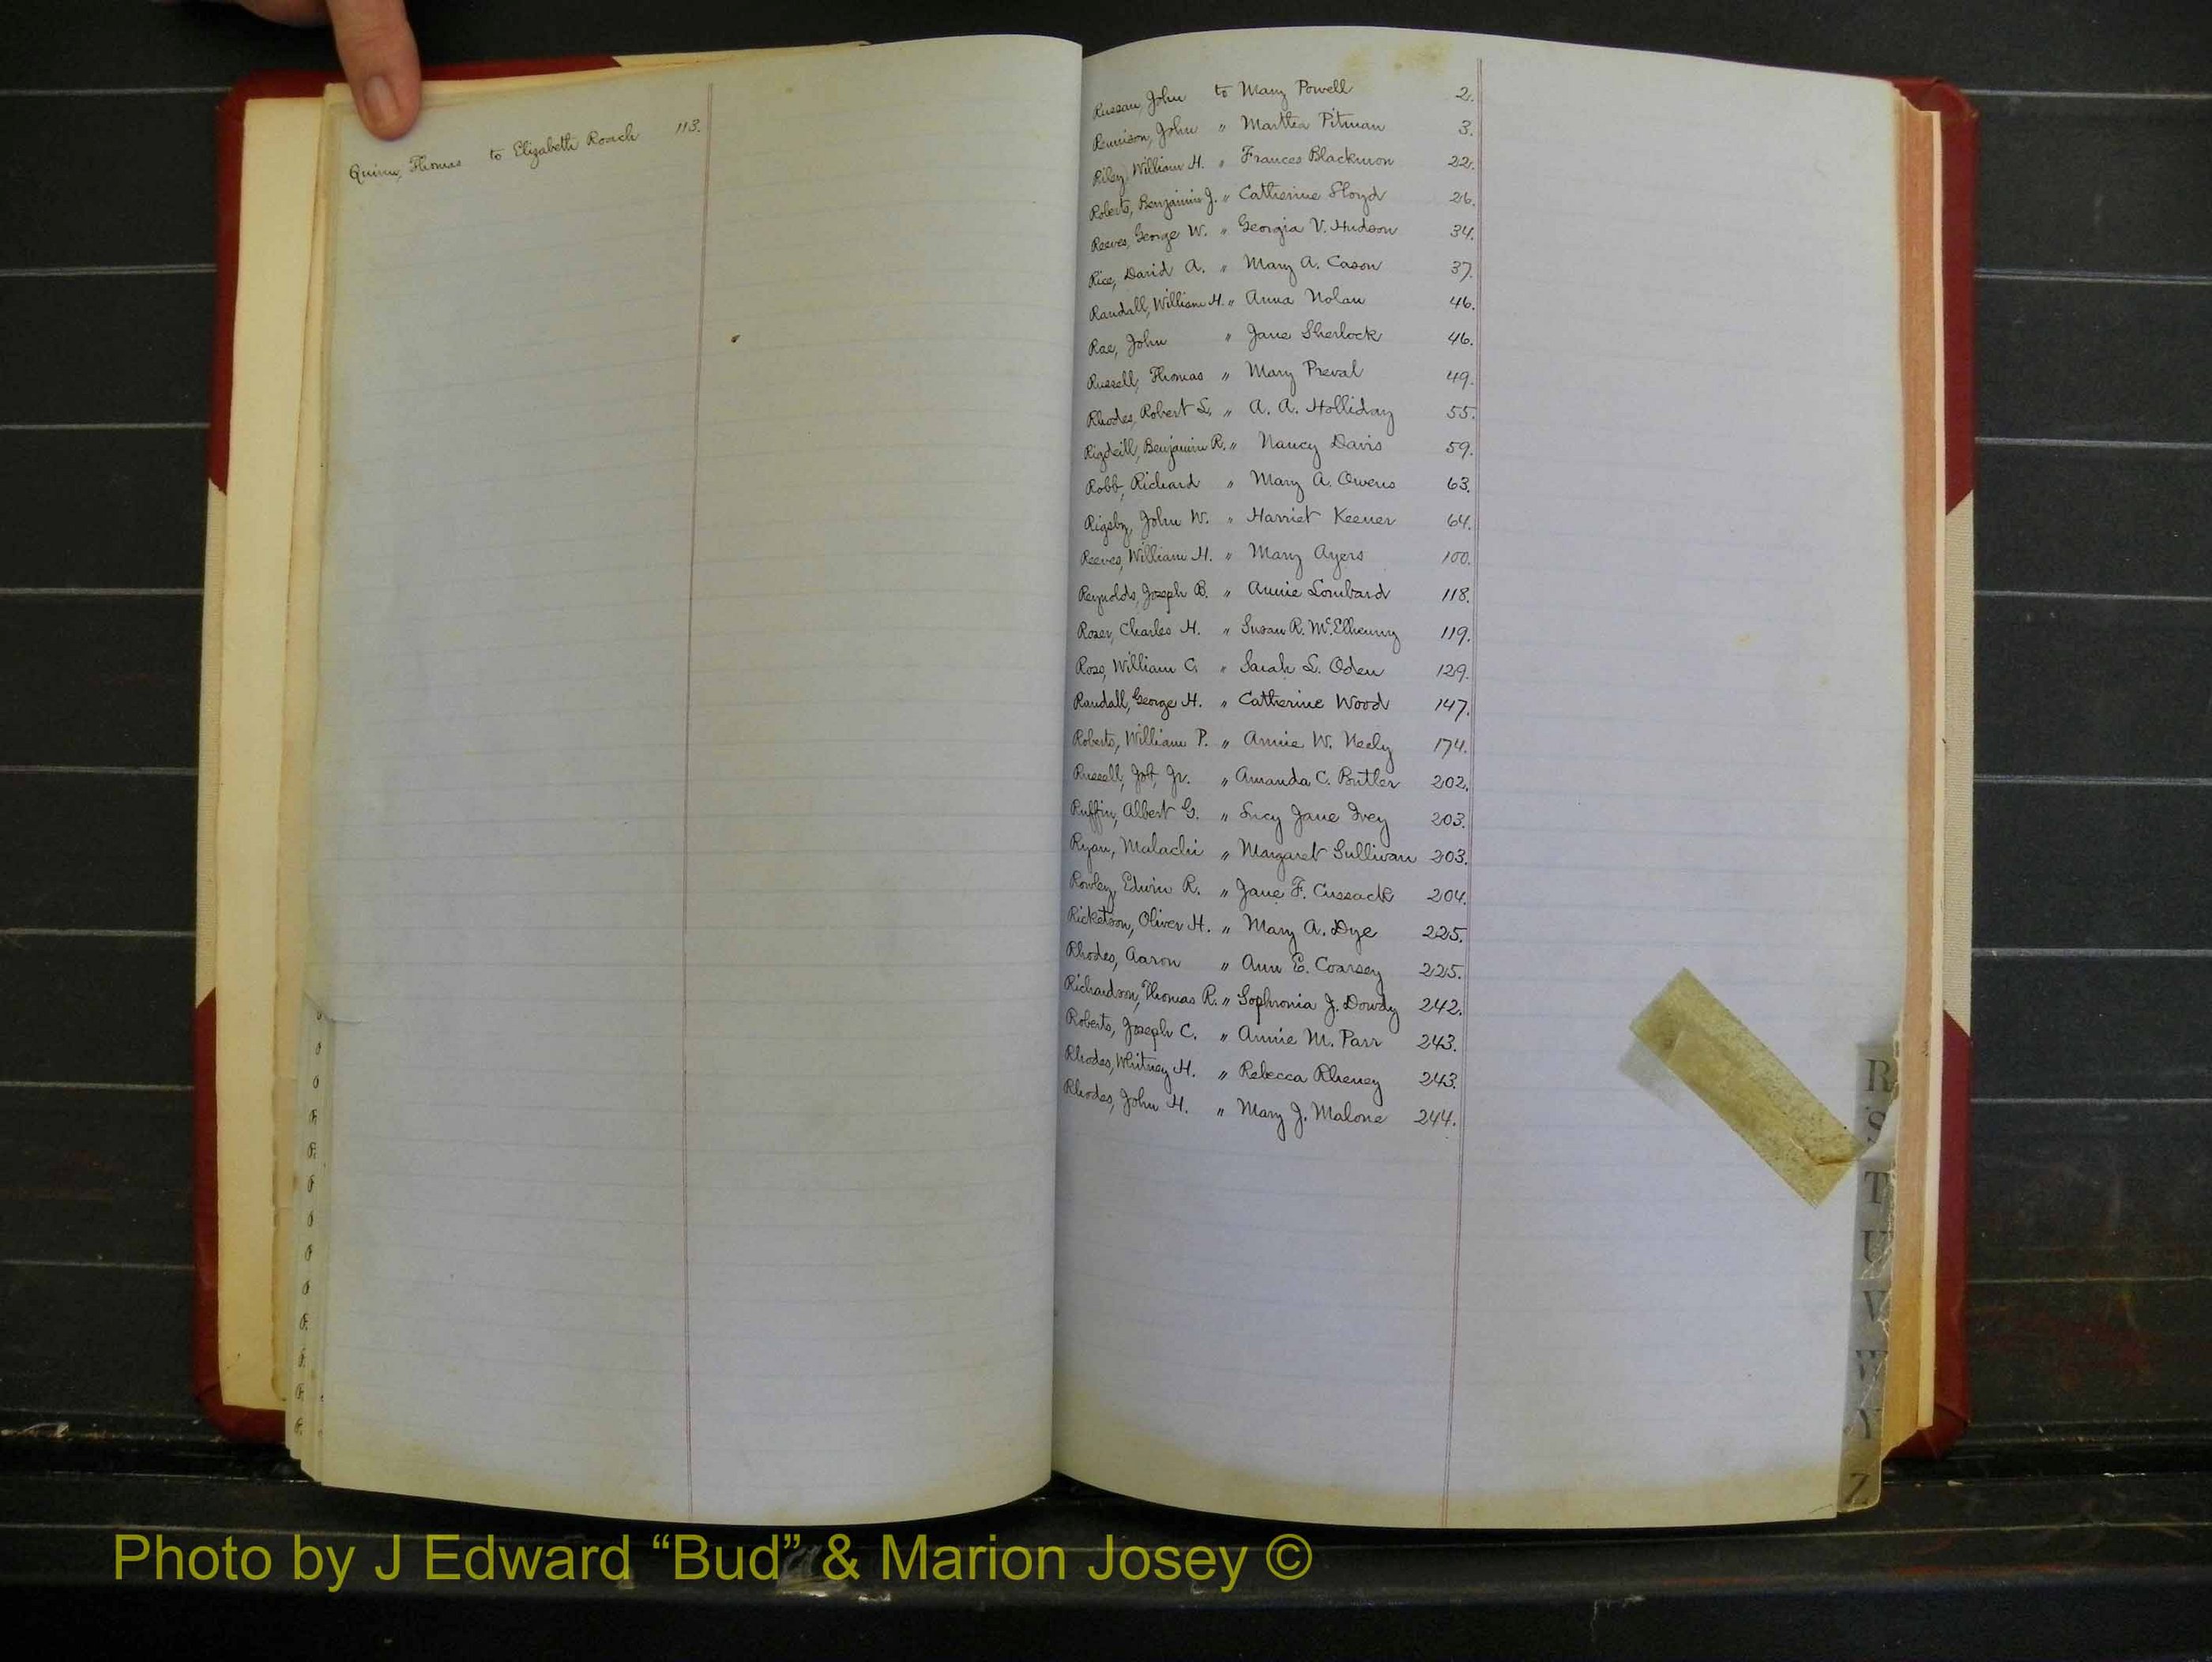 Quinn, Thomas to Elizabeth Roach 113.
Russau, John to Mary Powell 2.
Rennison, John " Martha Pitman 3.
Riley, William H. " Frances Blackmon 22.
Roberts, Benjamin J. " Catherine Floyd 26.
Reeves, George W. " Georgia V. Hudson 34.
Rice, David A. " Mary A. Cason 37.
Randall, William H. " Anna Nolan 46.
Rae, John " Jane Sherlock 46.
Russell, Thomas " Mary Preval 49.
Rhodes, Robert L. " A. A. Holliday 55.
Benjamin R. " Nancy Davis 59.
Robb, Richard " Mary A. Owens 63.
Rigsby, John W. " Harriet Keener 64.
Reeves, William H. " Mary Ayers 100.
Reynolds, Joseph B. " Annie Lombard 118.
Rozer, Charles H. " Susan R. McElhenny 119.
Rose, William C. " Sarah L. Oden 129.
Randall, George H. " Catherine Wood 147.
Roberts, William P. " Annie W. Neely 174.
Russell, Job, Jr. " Amanda C. Butler 202.
Ruffin, Albert G. " Lucy Jane Ivey 203.
Ryan, Malachi " Margaret Sullivan 203.
Rowley, Edwin R. " Jane F. Cussack 204.
Ricketson, Oliver H. " Mary A. Dye 225.
Rhodes, Aaron " Ann E. Coarsey 225.
Richardson, Thomas R. " Sophronia J. Dowdy 242.
Roberts, Joseph C. " Annie M. Parr 243.
Rhodes, Whitney H. " Rebecca Rheney 243.
Rhodes, John H. " Mary J. Malone 244.
R
S
T
U
V
W
Y
Z
Photo by J Edward “Bud” & Marion Josey ©